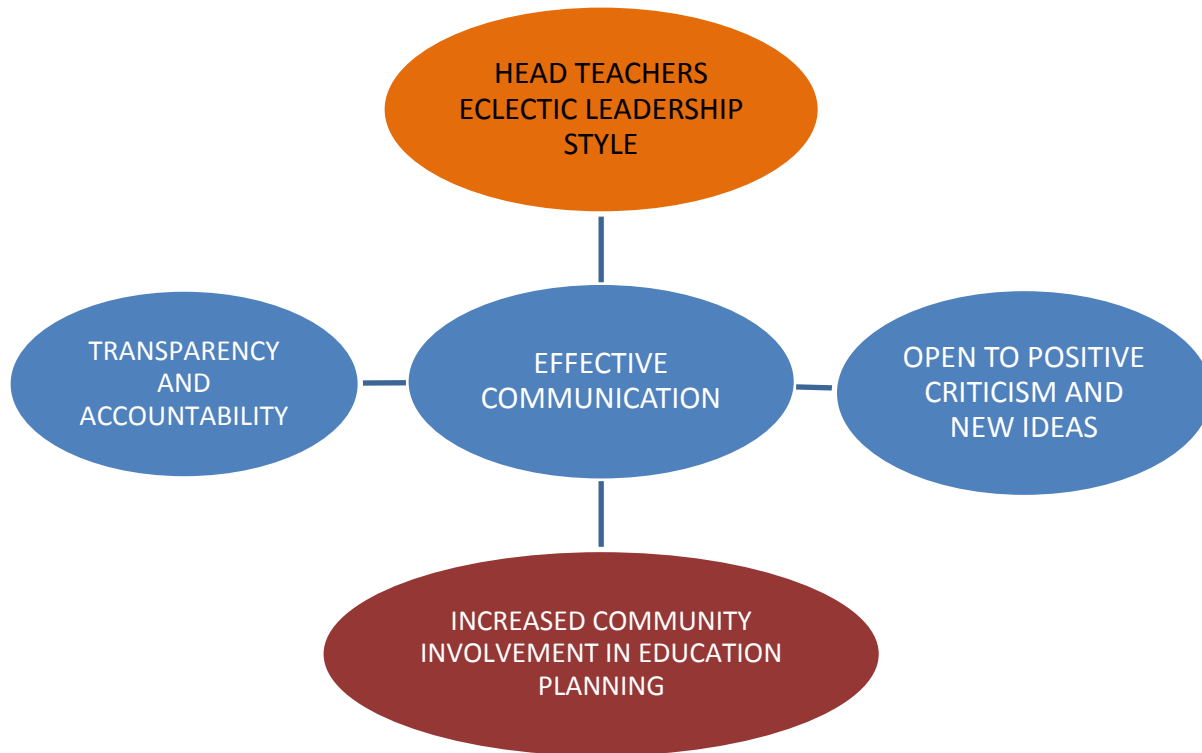 HEAD TEACHERS
ECLECTIC LEADERSHIP
STYLE
TRANSPARENCY
AND
ACCOUNTABILITY
EFFECTIVE
COMMUNICATION
OPEN TO POSITIVE
CRITICISM AND
NEW IDEAS
INCREASED COMMUNITY
INVOLVEMENT IN EDUCATION
PLANNING